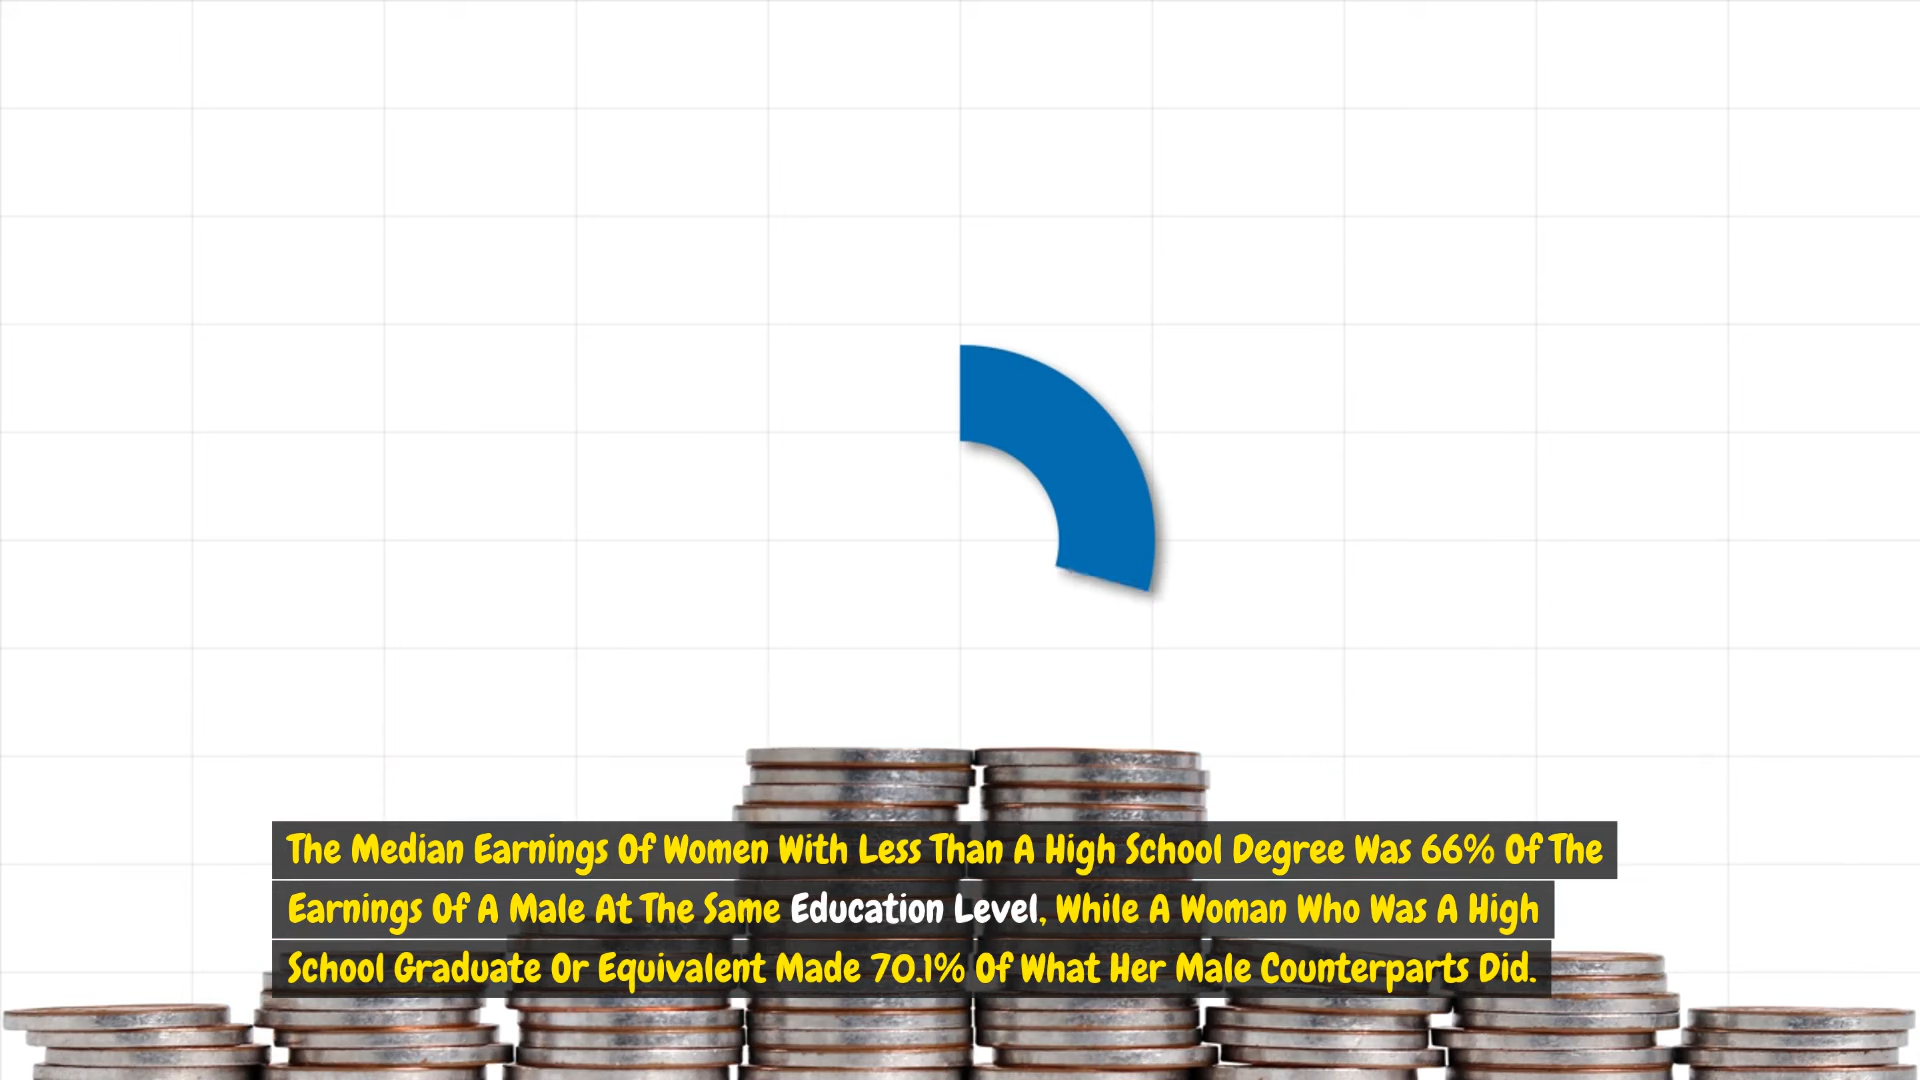 The Median Earnings Of Women With Less Than A High School Degree Was 66% Of The
Earnings Of A Male At The Same Education Level, While A Woman Who Was A High
School Graduate Or Equivalent Made 70.1% Of What Her Male Counterparts Did.